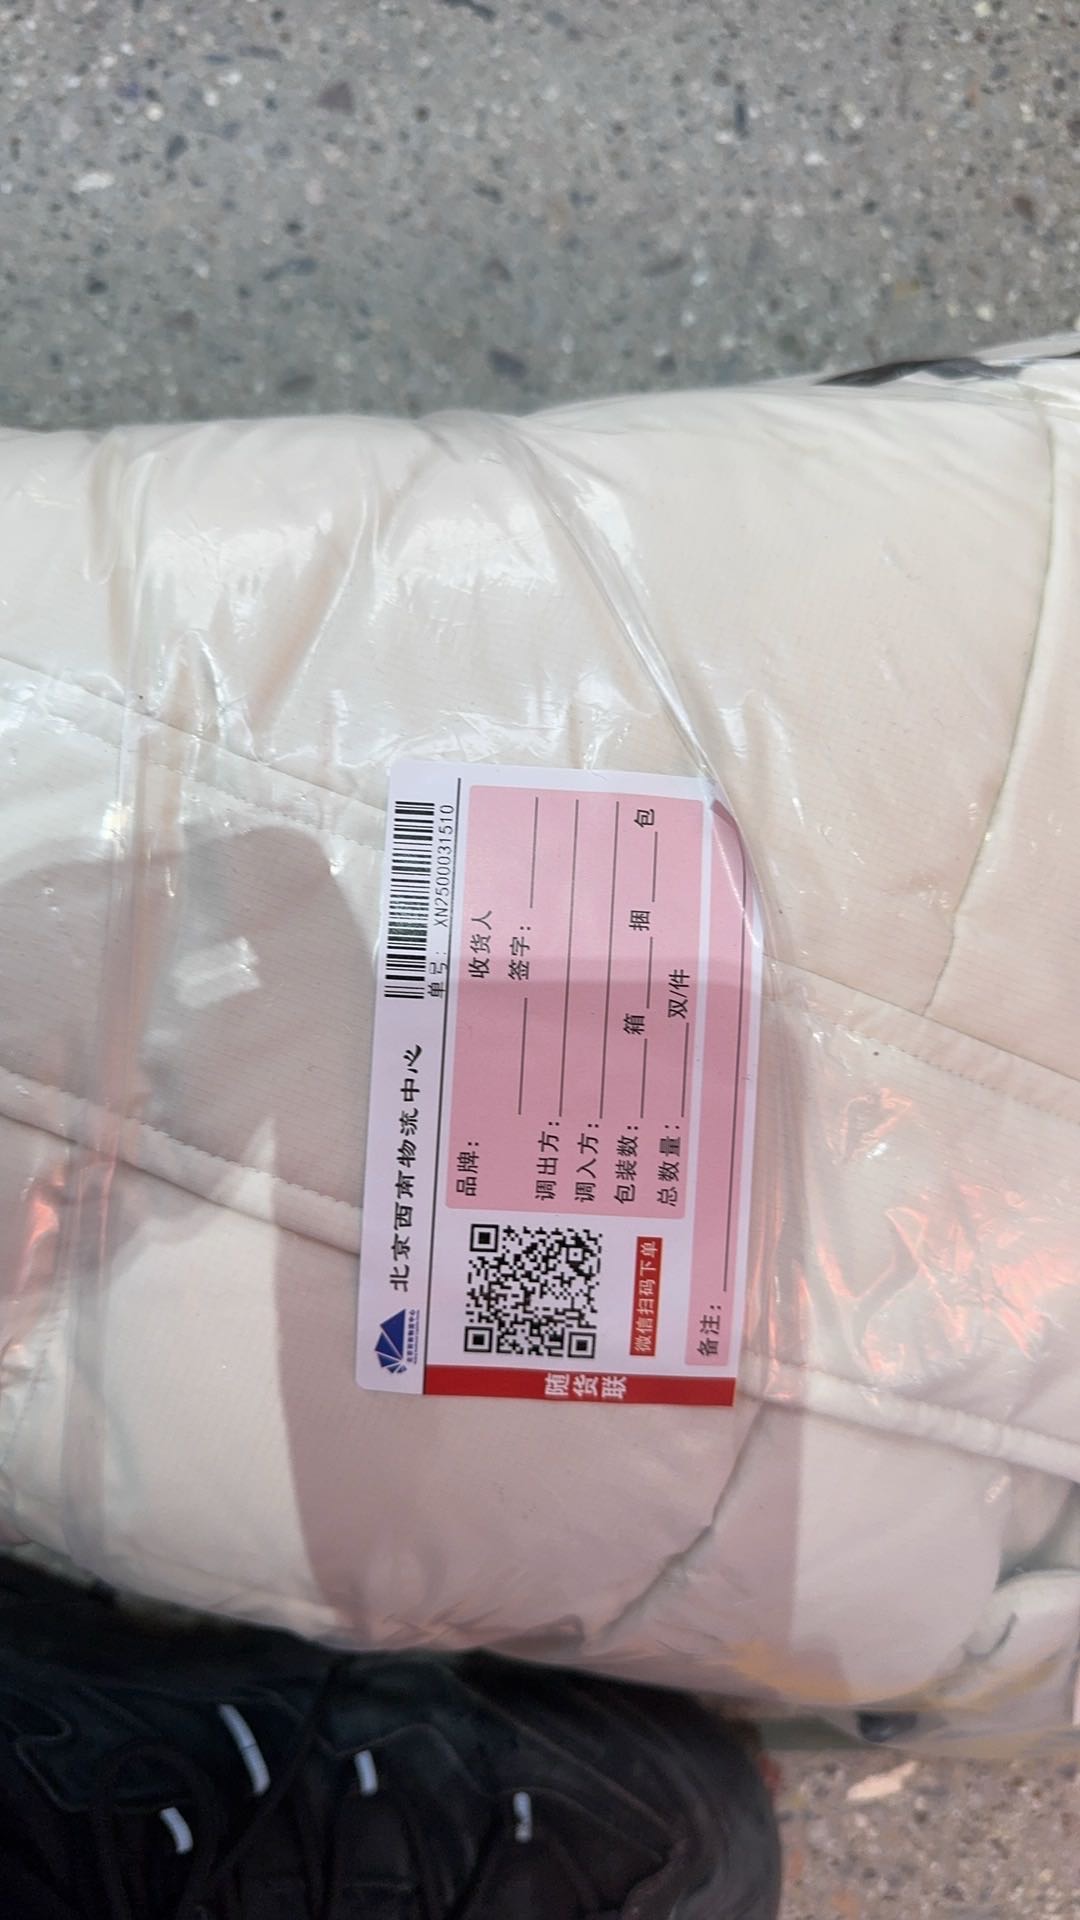 北京西南物流中心
单号: XN2500031510
品牌:
收货人
签字:
调出方:
调入方:
包装数: 箱 捆 包
总数量: 双/件
微信扫码下单
备注:
随货联